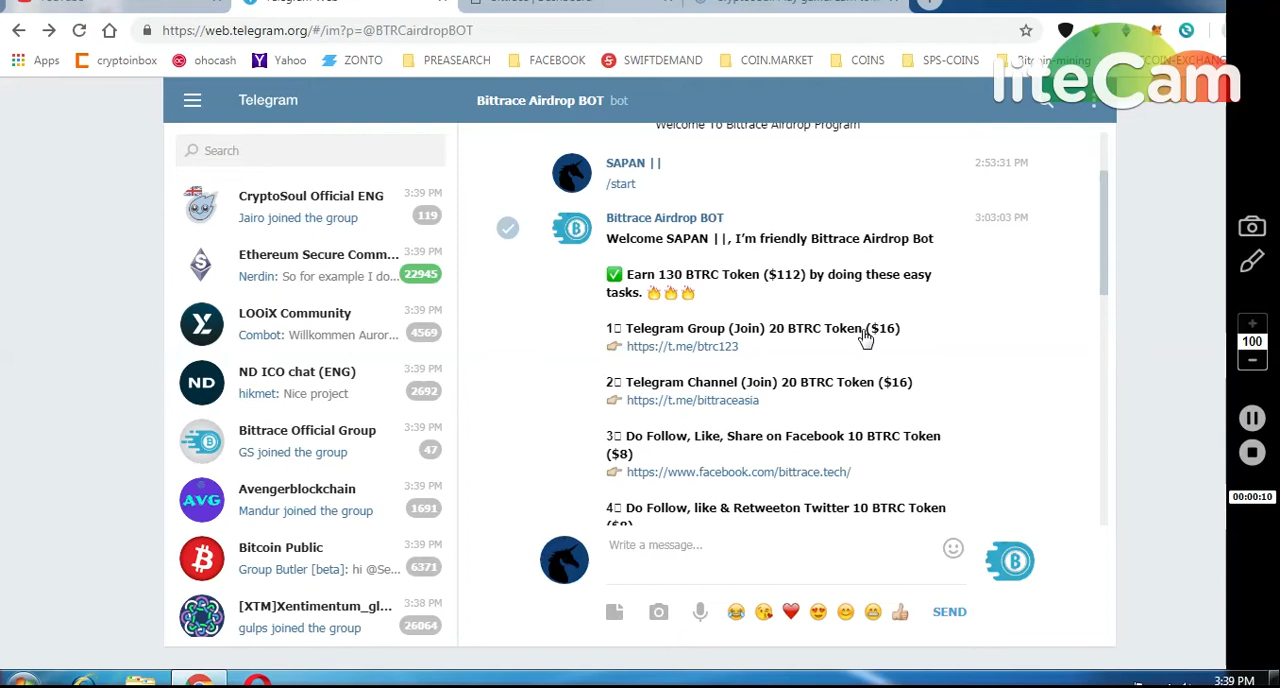 https://web.telegram.org/#/im?p=@BTRCairdropBOT
Apps
cryptoinbox
ohocash
Yahoo
ZONTO
PREASEARCH
FACEBOOK
SWIFTDEMAND
COIN.MARKET
COINS
SPS-COINS
liteCam
Telegram
Bittrace Airdrop BOT bot
Search
CryptoSoul Official ENG 3:39 PM
Jairo joined the group 119
Ethereum Secure Comm... 3:39 PM
Nerdin: So for example I do... 22945
LOOiX Community 3:39 PM
Combot: Willkommen Auror... 4569
ND ICO chat (ENG) 3:39 PM
hikmet: Nice project 2692
Bittrace Official Group 3:39 PM
GS joined the group 47
Avengerblockchain 3:39 PM
Mandur joined the group 1691
Bitcoin Public 3:39 PM
Group Butler [beta]: hi @Se... 6371
[XTM]Xentimentum_gl... 3:38 PM
gulps joined the group 26064
Welcome To Bittrace Airdrop Program
SAPAN || 2:53:31 PM
/start
Bittrace Airdrop BOT 3:03:03 PM
Welcome SAPAN ||, I'm friendly Bittrace Airdrop Bot
✅ Earn 130 BTRC Token ($112) by doing these easy
tasks. 🔥🔥🔥
1 Telegram Group (Join) 20 BTRC Token ($16)
👉 https://t.me/btrc123
2 Telegram Channel (Join) 20 BTRC Token ($16)
👉 https://t.me/bittraceasia
3 Do Follow, Like, Share on Facebook 10 BTRC Token
($8)
👉 https://www.facebook.com/bittrace.tech/
4 Do Follow, like & Retweeton Twitter 10 BTRC Token
($8)
Write a message...
SEND
100
00:00:10
3:39 PM